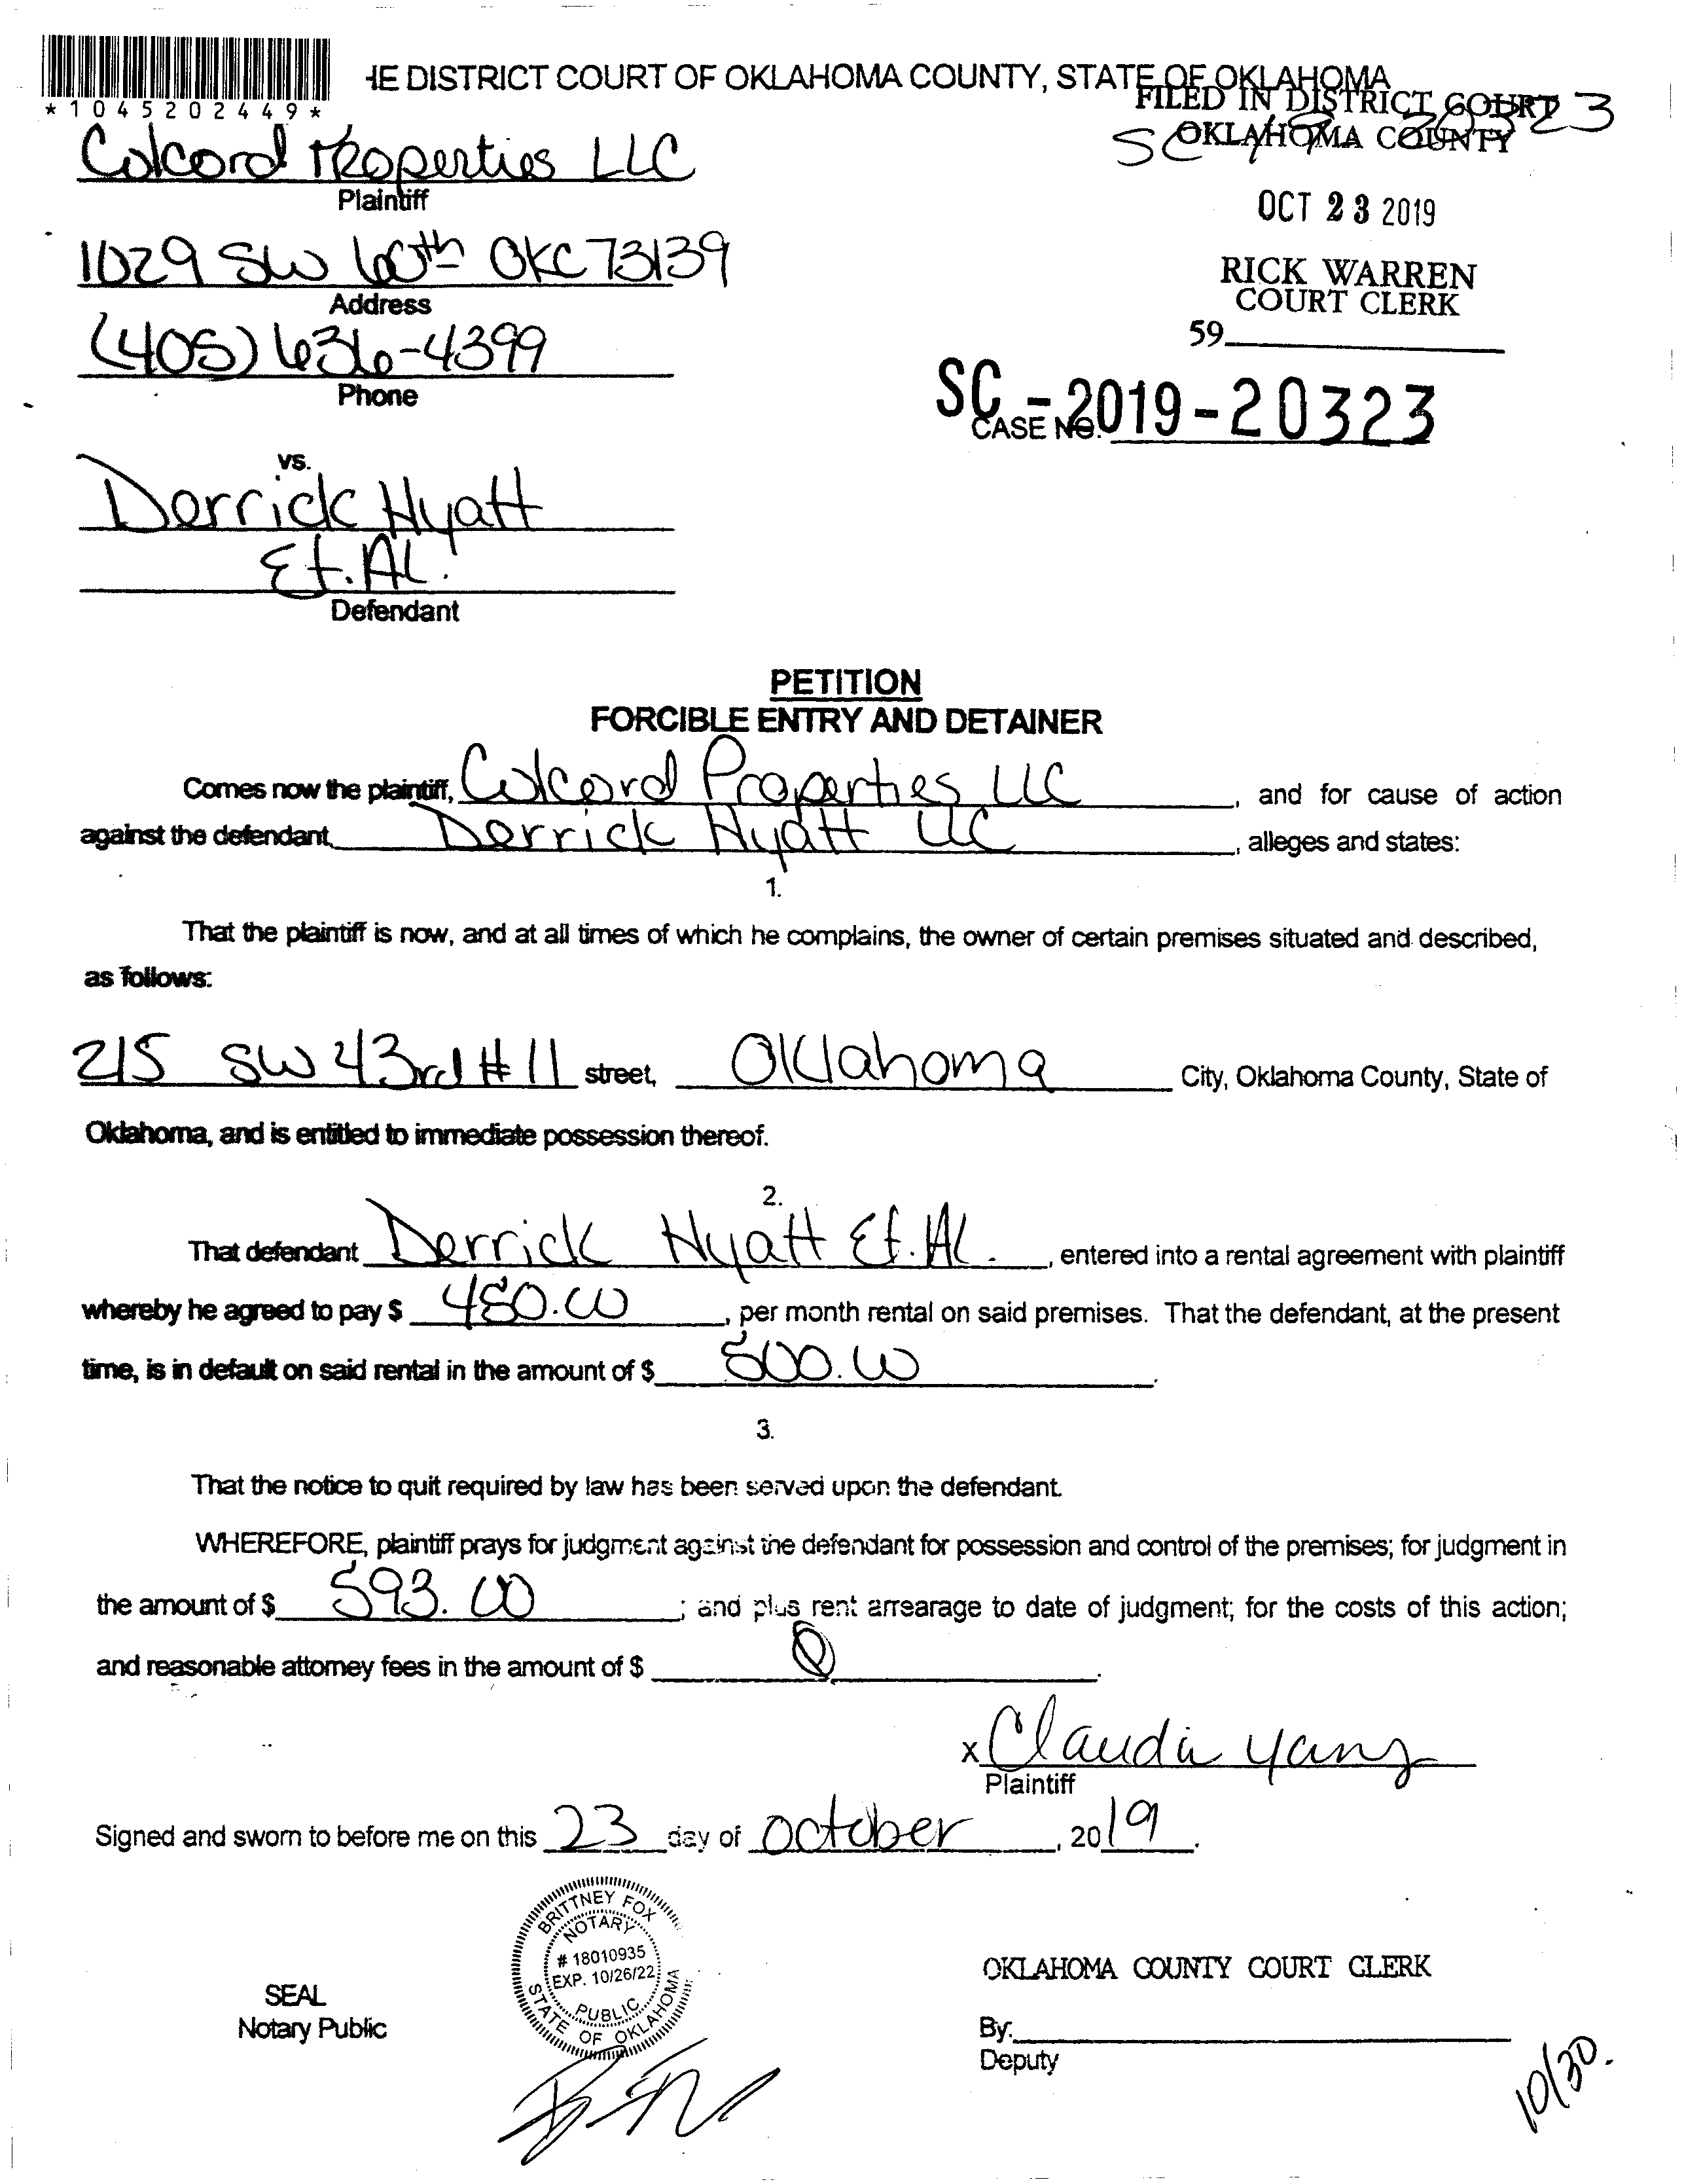 *1045202449*
IE DISTRICT COURT OF OKLAHOMA COUNTY, STATE OF OKLAHOMA
FILED IN DISTRICT COURT
OKLAHOMA COUNTY
SC 19 20323
Colcord Properties LLC
Plaintiff
OCT 23 2019
1029 SW 60th OKC 73139
Address
RICK WARREN
COURT CLERK
(405) 636-4399
Phone
59
SC-2019-20323
CASE NO.
vs.
Derrick Hyatt
Et. Al.
Defendant
PETITION
FORCIBLE ENTRY AND DETAINER
Comes now the plaintiff, Colcord Properties LLC, and for cause of action
against the defendant, Derrick Hyatt LLC, alleges and states:
1.
That the plaintiff is now, and at all times of which he complains, the owner of certain premises situated and described,
as follows:
215 SW 43rd #11 street, Oklahoma City, Oklahoma County, State of
Oklahoma, and is entitled to immediate possession thereof.
2.
That defendant Derrick Hyatt Et. Al., entered into a rental agreement with plaintiff
whereby he agreed to pay $ 480.00, per month rental on said premises. That the defendant, at the present
time, is in default on said rental in the amount of $ 500.00.
3.
That the notice to quit required by law has been served upon the defendant.
WHEREFORE, plaintiff prays for judgment against the defendant for possession and control of the premises; for judgment in
the amount of $ 593.00; and plus rent arrearage to date of judgment; for the costs of this action;
and reasonable attorney fees in the amount of $ 0.
x Claudia Yang
Plaintiff
Signed and sworn to before me on this 23 day of October, 2019.
BRITTNEY FOX
NOTARY
# 18010935
EXP. 10/26/22
PUBLIC
STATE OF OKLAHOMA
SEAL
Notary Public
OKLAHOMA COUNTY COURT CLERK
By:
Deputy
10/30.